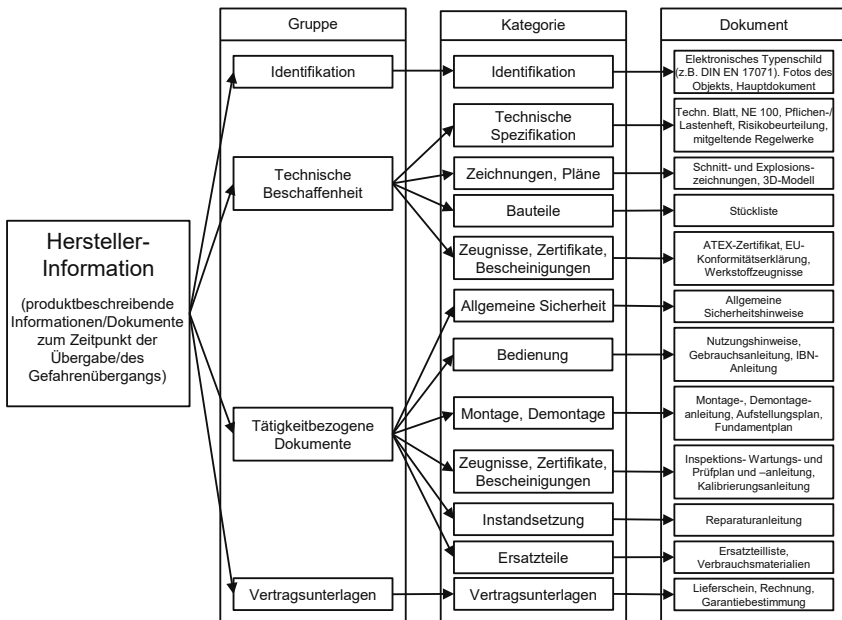 Gruppe
Kategorie
Dokument
Hersteller-
Information
(produktbeschreibende
Informationen/Dokumente
zum Zeitpunkt der
Übergabe/des
Gefahrenübergangs)
Identifikation
Technische
Beschaffenheit
Tätigkeitbezogene
Dokumente
Vertragsunterlagen
Identifikation
Technische
Spezifikation
Zeichnungen, Pläne
Bauteile
Zeugnisse, Zertifikate,
Bescheinigungen
Allgemeine Sicherheit
Bedienung
Montage, Demontage
Zeugnisse, Zertifikate,
Bescheinigungen
Instandsetzung
Ersatzteile
Vertragsunterlagen
Elektronisches Typenschild
(z.B. DIN EN 17071). Fotos des
Objekts, Hauptdokument
Techn. Blatt, NE 100, Pflichen-/
Lastenheft, Risikobeurteilung,
mitgeltende Regelwerke
Schnitt- und Explosions-
zeichnungen, 3D-Modell
Stückliste
ATEX-Zertifikat, EU-
Konformitätserklärung,
Werkstoffzeugnisse
Allgemeine
Sicherheitshinweise
Nutzungshinweise,
Gebrauchsanleitung, IBN-
Anleitung
Montage-, Demontage-
anleitung, Aufstellungsplan,
Fundamentplan
Inspektions- Wartungs- und
Prüfplan und –anleitung,
Kalibrierungsanleitung
Reparaturanleitung
Ersatzteilliste,
Verbrauchsmaterialien
Lieferschein, Rechnung,
Garantiebestimmung